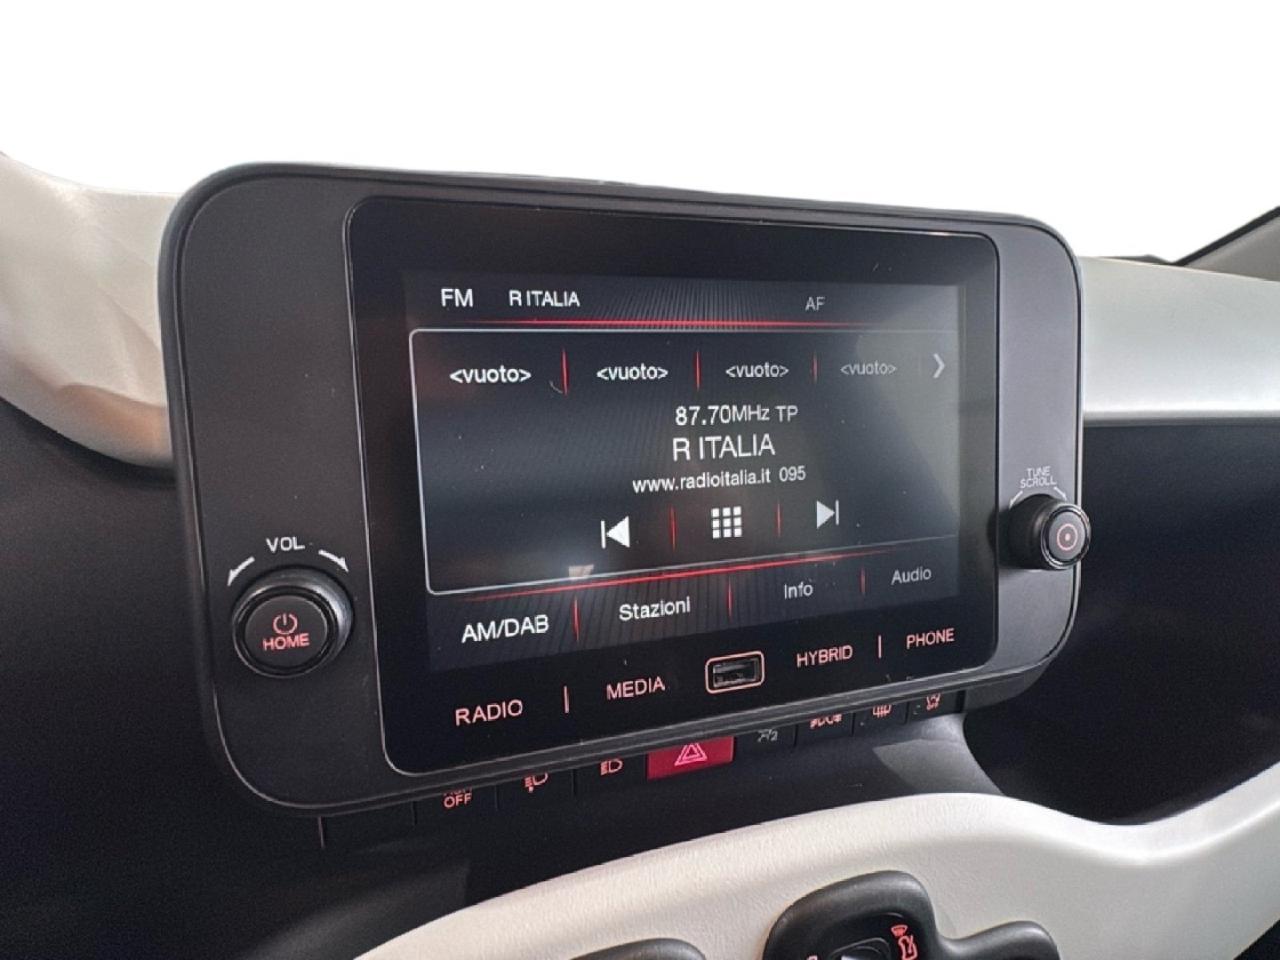 FM R ITALIA AF
<vuoto> <vuoto> <vuoto> <vuoto>
87.70MHz TP
R ITALIA
www.radioitalia.it 095
AM/DAB Stazioni Info Audio
RADIO MEDIA HYBRID PHONE
VOL
HOME
TUNE
SCROLL
OFF
OFF